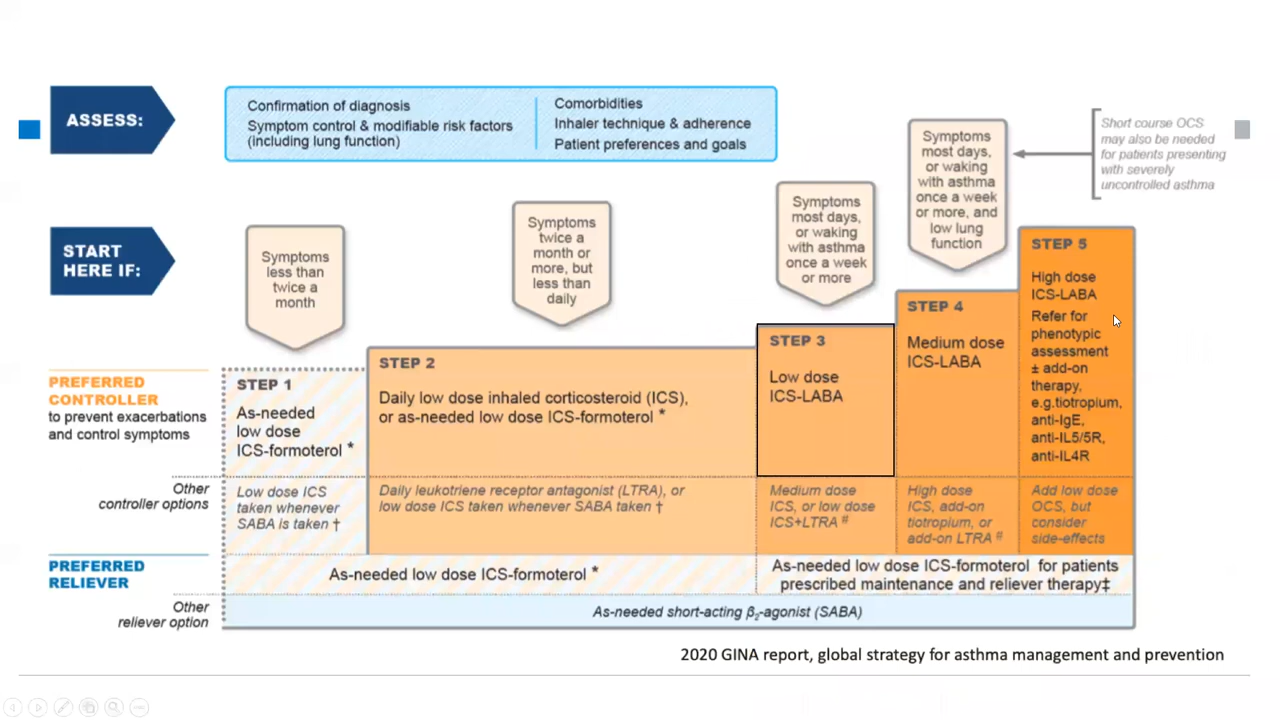 ASSESS:
Confirmation of diagnosis
Symptom control & modifiable risk factors
(including lung function)
Comorbidities
Inhaler technique & adherence
Patient preferences and goals
Short course OCS
may also be needed
for patients presenting
with severely
uncontrolled asthma
START
HERE IF:
Symptoms
less than
twice a
month
Symptoms
twice a
month or
more, but
less than
daily
Symptoms
most days,
or waking
with asthma
once a week
or more
Symptoms
most days,
or waking
with asthma
once a week
or more, and
low lung
function
PREFERRED
CONTROLLER
to prevent exacerbations
and control symptoms
STEP 1
As-needed
low dose
ICS-formoterol *
STEP 2
Daily low dose inhaled corticosteroid (ICS),
or as-needed low dose ICS-formoterol *
STEP 3
Low dose
ICS-LABA
STEP 4
Medium dose
ICS-LABA
STEP 5
High dose
ICS-LABA
Refer for
phenotypic
assessment
± add-on
therapy,
e.g.tiotropium,
anti-IgE,
anti-IL5/5R,
anti-IL4R
Other
controller options
Low dose ICS
taken whenever
SABA is taken †
Daily leukotriene receptor antagonist (LTRA), or
low dose ICS taken whenever SABA taken †
Medium dose
ICS, or low dose
ICS+LTRA #
High dose
ICS, add-on
tiotropium, or
add-on LTRA #
Add low dose
OCS, but
consider
side-effects
PREFERRED
RELIEVER
As-needed low dose ICS-formoterol *
As-needed low dose ICS-formoterol for patients
prescribed maintenance and reliever therapy‡
Other
reliever option
As-needed short-acting β₂-agonist (SABA)
2020 GINA report, global strategy for asthma management and prevention